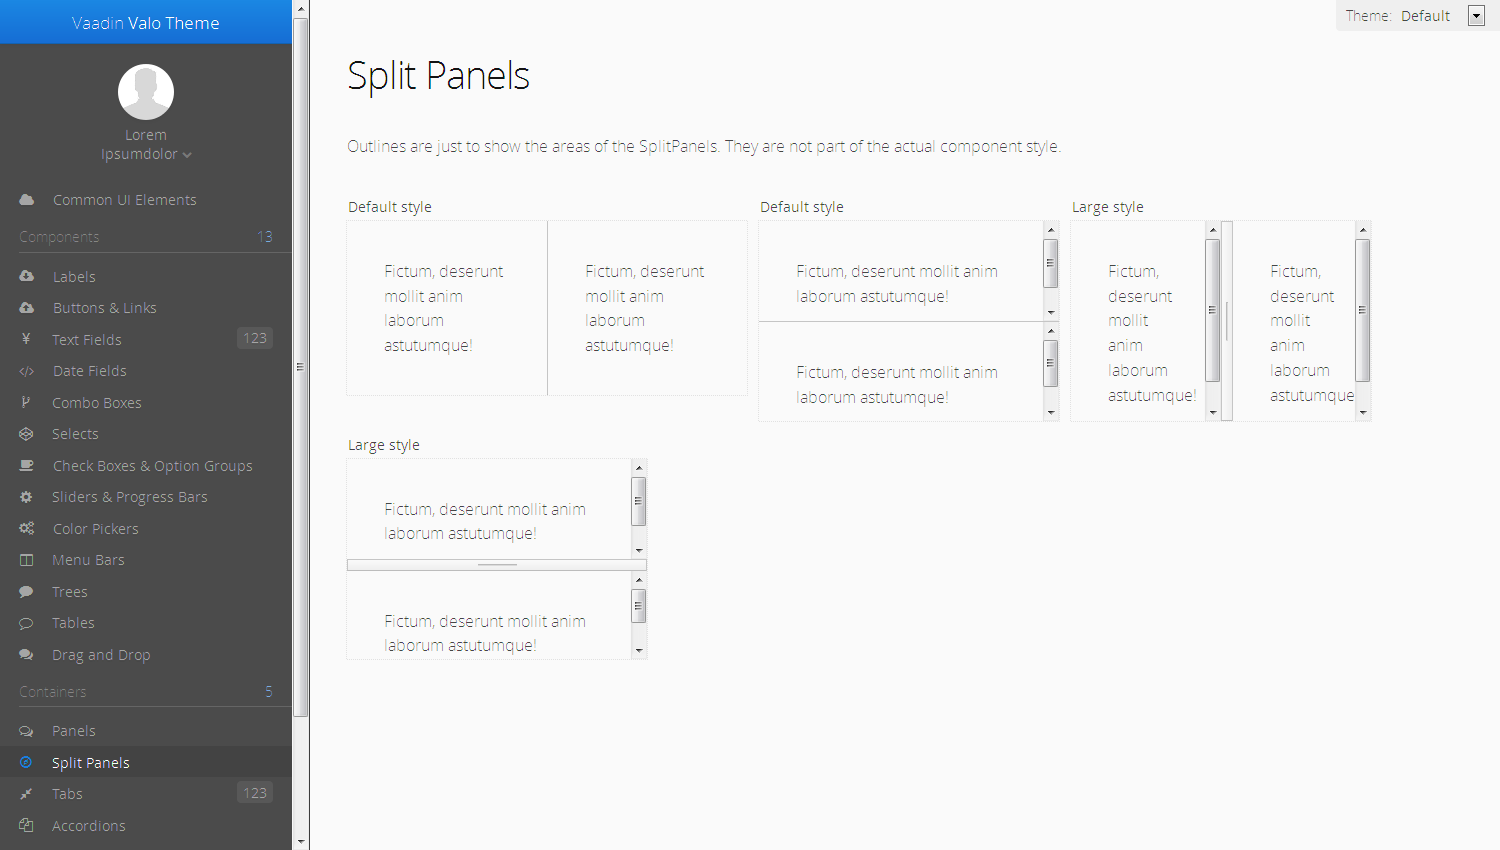 Vaadin Valo Theme
Lorem
Ipsumdolor
Common UI Elements
Components 13
Labels
Buttons & Links
Text Fields 123
Date Fields
Combo Boxes
Selects
Check Boxes & Option Groups
Sliders & Progress Bars
Color Pickers
Menu Bars
Trees
Tables
Drag and Drop
Containers 5
Panels
Split Panels
Tabs 123
Accordions
Theme: Default
Split Panels
Outlines are just to show the areas of the SplitPanels. They are not part of the actual component style.
Default style
Fictum, deserunt
mollit anim
laborum
astutumque!
Fictum, deserunt
mollit anim
laborum
astutumque!
Default style
Fictum, deserunt mollit anim
laborum astutumque!
Fictum, deserunt mollit anim
laborum astutumque!
Large style
Fictum,
deserunt
mollit
anim
laborum
astutumque!
Fictum,
deserunt
mollit
anim
laborum
astutumque
Large style
Fictum, deserunt mollit anim
laborum astutumque!
Fictum, deserunt mollit anim
laborum astutumque!